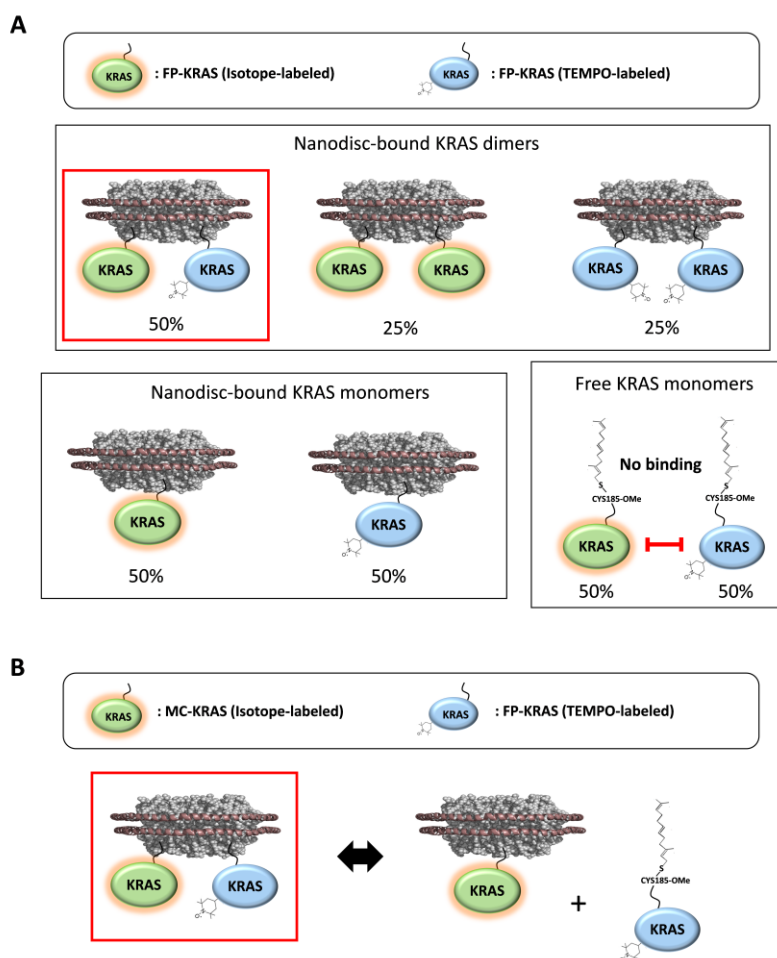 A
KRAS
: FP-KRAS (Isotope-labeled)
KRAS
: FP-KRAS (TEMPO-labeled)
Nanodisc-bound KRAS dimers
KRAS
KRAS
KRAS
KRAS
KRAS
KRAS
50%
25%
25%
Nanodisc-bound KRAS monomers
KRAS
KRAS
50%
50%
Free KRAS monomers
No binding
S
S
CYS185-OMe
CYS185-OMe
KRAS
KRAS
50%
50%
B
KRAS
: MC-KRAS (Isotope-labeled)
KRAS
: FP-KRAS (TEMPO-labeled)
KRAS
KRAS
KRAS
+
S
CYS185-OMe
KRAS